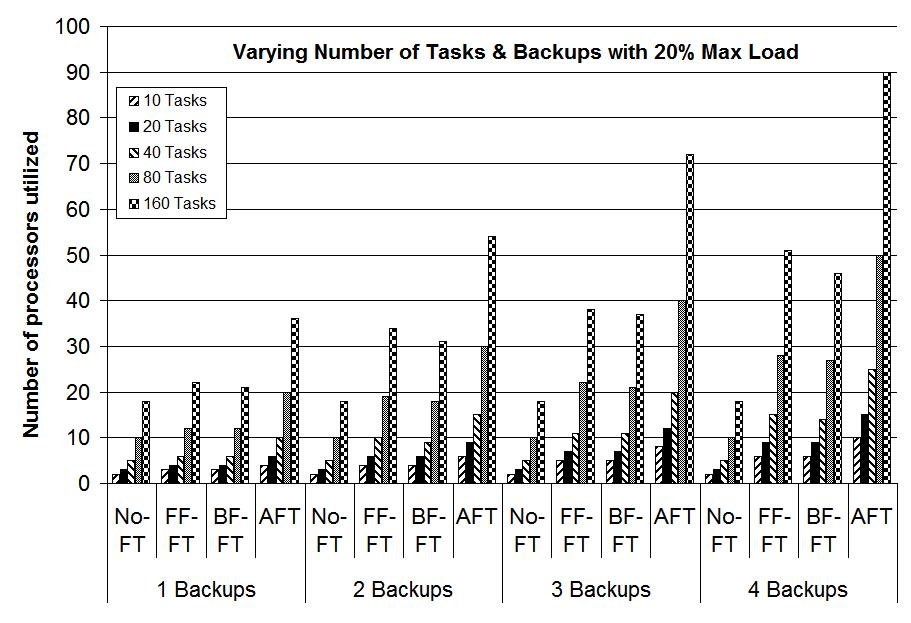 Varying Number of Tasks & Backups with 20% Max Load
Number of processors utilized
100
90
80
70
60
50
40
30
20
10
0
10 Tasks
20 Tasks
40 Tasks
80 Tasks
160 Tasks
No-FT FF-FT BF-FT AFT No-FT FF-FT BF-FT AFT No-FT FF-FT BF-FT AFT No-FT FF-FT BF-FT AFT
1 Backups 2 Backups 3 Backups 4 Backups